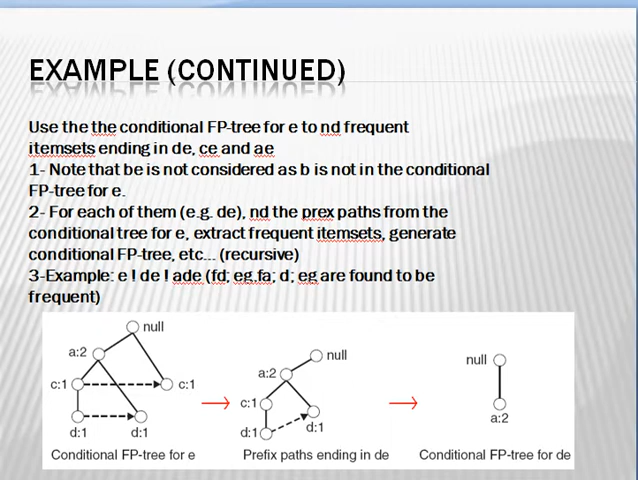 EXAMPLE (CONTINUED)
Use the the conditional FP-tree for e to nd frequent
itemsets ending in de, ce and ae
1- Note that be is not considered as b is not in the conditional
FP-tree for e.
2- For each of them (e.g. de), nd the prex paths from the
conditional tree for e, extract frequent itemsets, generate
conditional FP-tree, etc... (recursive)
3-Example: e ! de ! ade (fd; eg,fa; d; eg are found to be
frequent)
null
a:2
c:1
c:1
d:1
d:1
Conditional FP-tree for e
null
a:2
c:1
d:1
d:1
Prefix paths ending in de
null
a:2
Conditional FP-tree for de